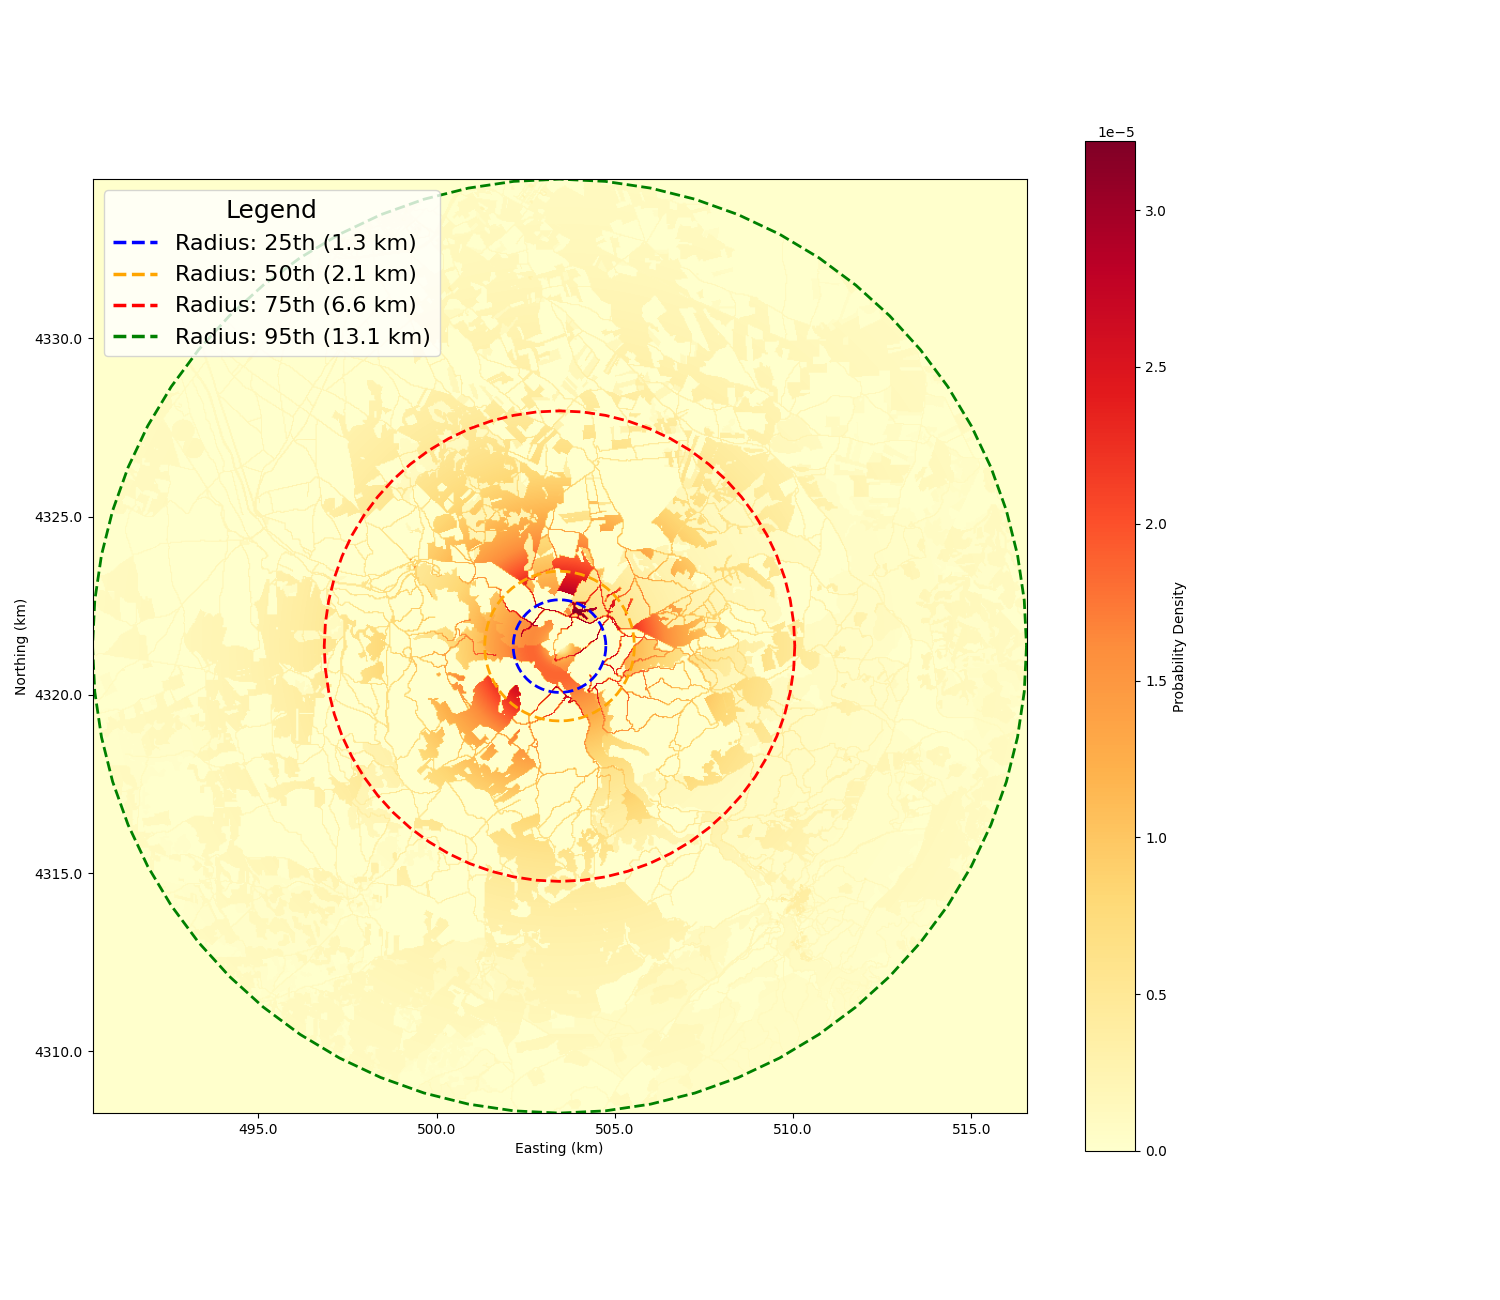 1e−5
Legend
Radius: 25th (1.3 km)
Radius: 50th (2.1 km)
Radius: 75th (6.6 km)
Radius: 95th (13.1 km)
4330.0
4325.0
4320.0
4315.0
4310.0
Northing (km)
495.0
500.0
505.0
510.0
515.0
Easting (km)
3.0
2.5
2.0
1.5
1.0
0.5
0.0
Probability Density